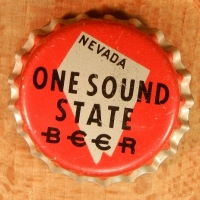 NEVADA
ONE SOUND
STATE
BEER